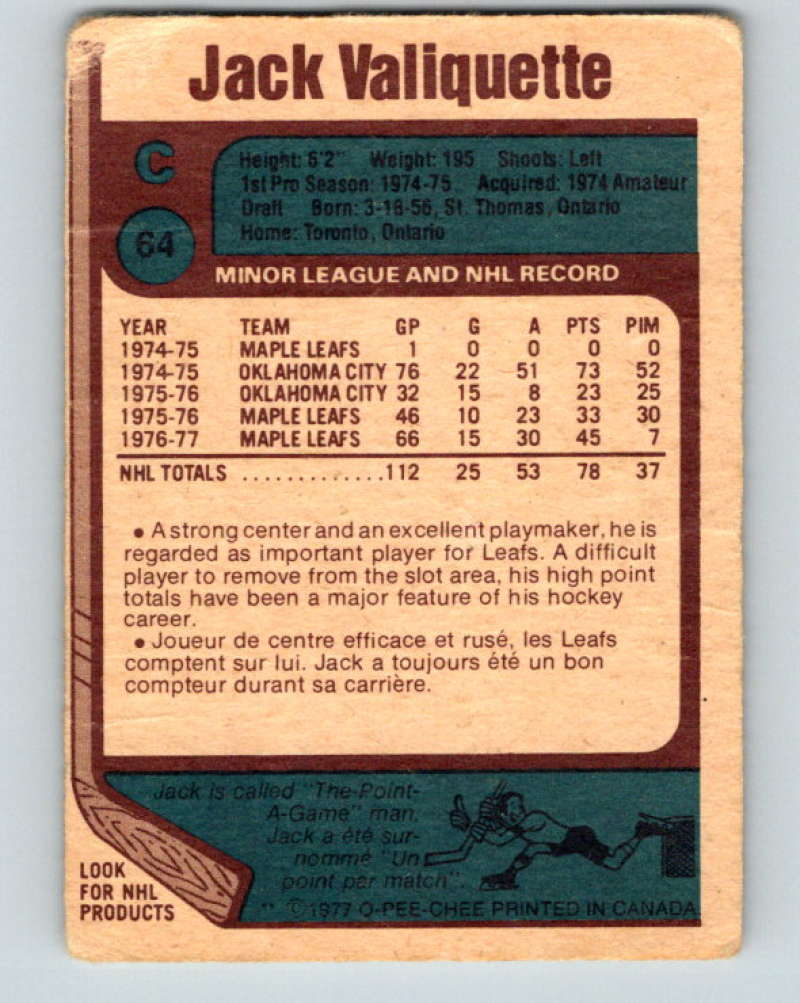 Jack Valiquette
C
Height: 6'2" Weight: 195 Shoots: Left
1st Pro Season: 1974-75 Acquired: 1974 Amateur
Draft Born: 3-18-56, St. Thomas, Ontario
Home: Toronto, Ontario
64
MINOR LEAGUE AND NHL RECORD
YEAR TEAM GP G A PTS PIM
1974-75 MAPLE LEAFS 1 0 0 0 0
1974-75 OKLAHOMA CITY 76 22 51 73 52
1975-76 OKLAHOMA CITY 32 15 8 23 25
1975-76 MAPLE LEAFS 46 10 23 33 30
1976-77 MAPLE LEAFS 66 15 30 45 7
NHL TOTALS .............112 25 53 78 37
• A strong center and an excellent playmaker, he is
regarded as important player for Leafs. A difficult
player to remove from the slot area, his high point
totals have been a major feature of his hockey
career.
• Joueur de centre efficace et rusé, les Leafs
comptent sur lui. Jack a toujours été un bon
compteur durant sa carrière.
Jack is called "The-Point-
A-Game" man.
Jack a été sur-
nommé "Un
point par match".
LOOK
FOR NHL
PRODUCTS
** © 1977 O-PEE-CHEE PRINTED IN CANADA